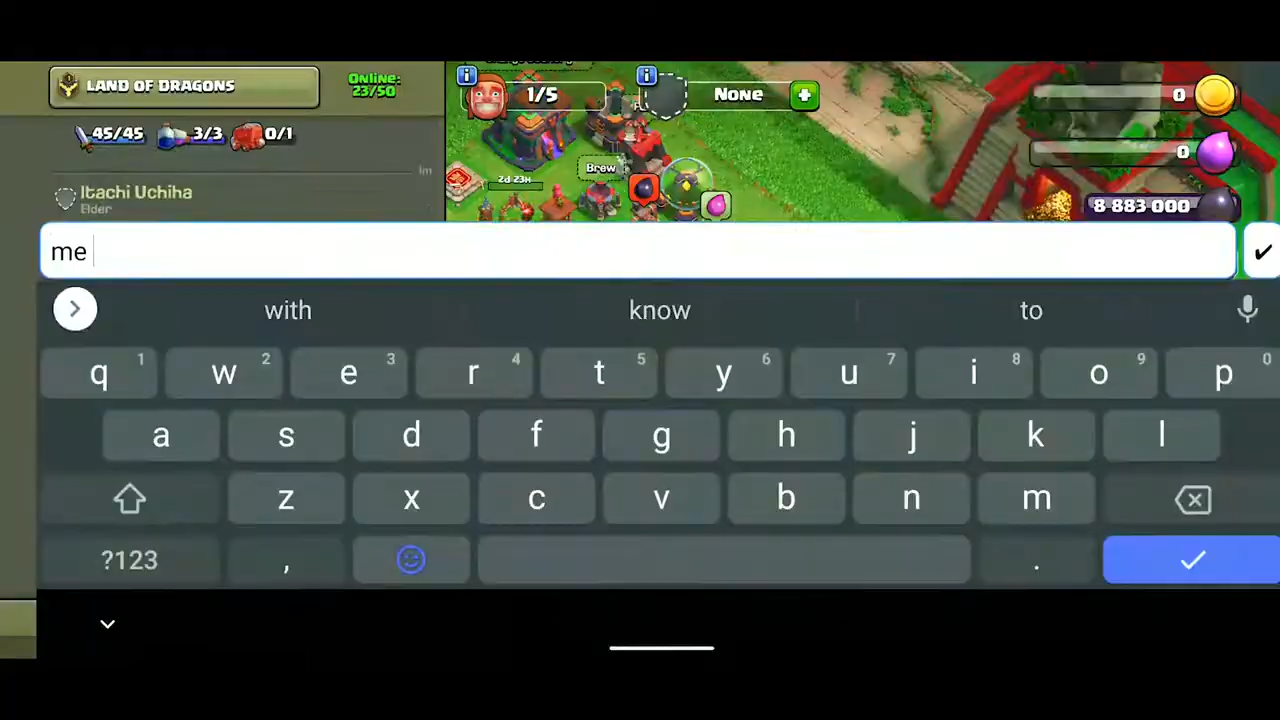 LAND OF DRAGONS
Online:
23/50
45/45 3/3 0/1
1m
Itachi Uchiha
Elder
1/5
None
0
0
8 883 000
Brew
2d 23h
me
with know to
q 1 w 2 e 3 r 4 t 5 y 6 u 7 i 8 o 9 p 0
a s d f g h j k l
z x c v b n m
?123 , .